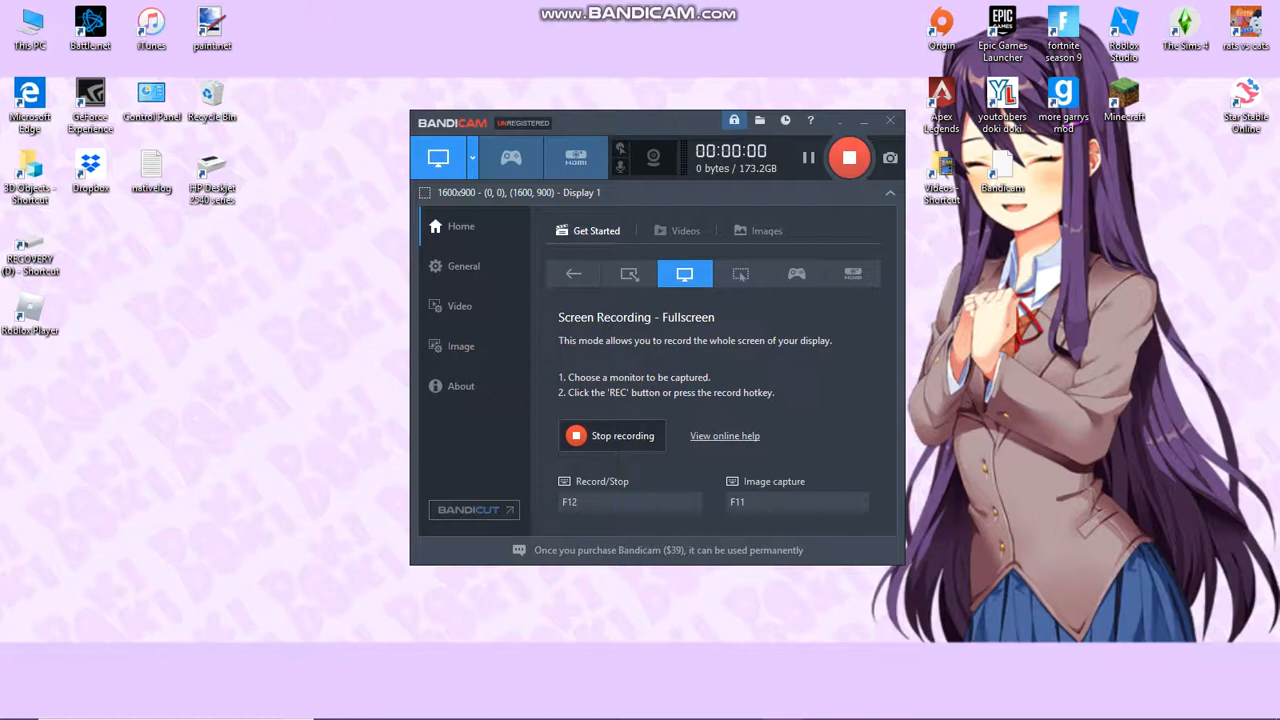 www.BANDICAM.com
This PC
Battle.net
iTunes
paint.net
Microsoft
Edge
GeForce
Experience
Control Panel
Recycle Bin
3D Objects -
Shortcut
Dropbox
nativelog
HP Deskjet
2540 series
RECOVERY
(D) - Shortcut
Roblox Player
BANDICAM
UNREGISTERED
?
HDMI
00:00:00
0 bytes / 173.2GB
1600x900 - (0, 0), (1600, 900) - Display 1
Home
General
Video
Image
About
BANDICUT
Get Started
Videos
Images
HDMI
Screen Recording - Fullscreen
This mode allows you to record the whole screen of your display.
1. Choose a monitor to be captured.
2. Click the 'REC' button or press the record hotkey.
Stop recording
View online help
Record/Stop
Image capture
F12
F11
Once you purchase Bandicam ($39), it can be used permanently
Origin
EPIC
GAMES
Epic Games
Launcher
fortnite
season 9
Roblox
Studio
The Sims 4
rats vs cats
Apex
Legends
YL
youtoubers
doki doki
g
more garrys
mod
Minecraft
Star Stable
Online
Videos -
Shortcut
Bandicam